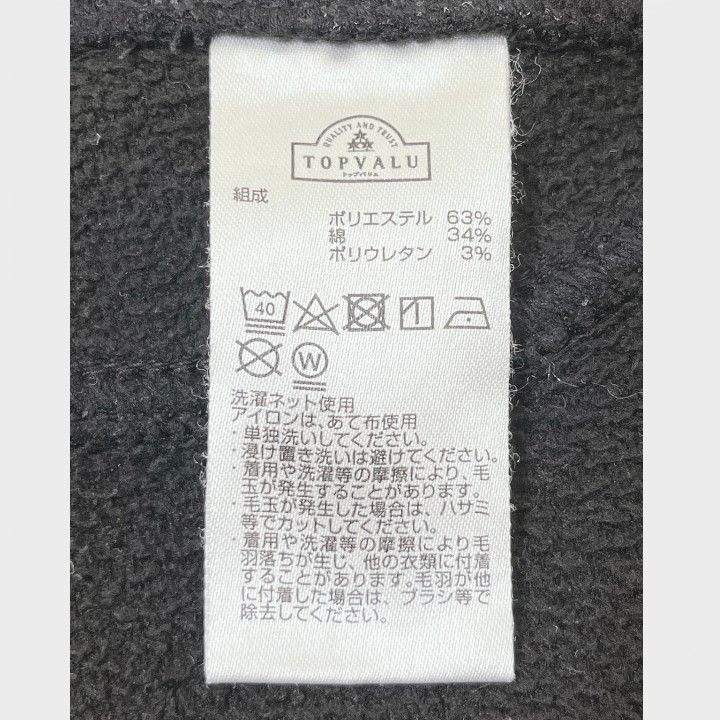 QUALITY AND TRUST
TOPVALU
トップバリュ
組成
ポリエステル 63%
綿 34%
ポリウレタン 3%
40
W
洗濯ネット使用
アイロンは、あて布使用
・単独洗いしてください。
・浸け置き洗いは避けてください。
・着用や洗濯等の摩擦により、毛
玉が発生することがあります。
・毛玉が発生した場合は、ハサミ
等でカットしてください。
・着用や洗濯等の摩擦により毛
羽落ちが生じ、他の衣類に付着
することがあります。毛羽が他
に付着した場合は、ブラシ等で
除去してください。